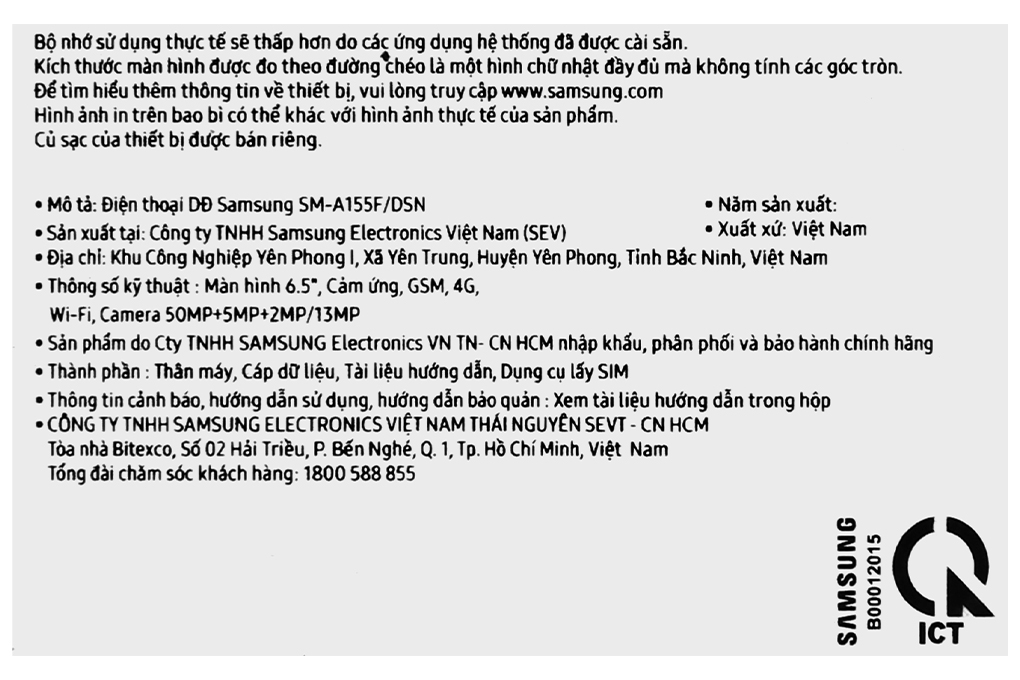 Bộ nhớ sử dụng thực tế sẽ thấp hơn do các ứng dụng hệ thống đã được cài sẵn.
Kích thước màn hình được đo theo đường chéo là một hình chữ nhật đầy đủ mà không tính các góc tròn.
Để tìm hiểu thêm thông tin về thiết bị, vui lòng truy cập www.samsung.com
Hình ảnh in trên bao bì có thể khác với hình ảnh thực tế của sản phẩm.
Củ sạc của thiết bị được bán riêng.
• Mô tả: Điện thoại DĐ Samsung SM-A155F/DSN
• Năm sản xuất:
• Sản xuất tại: Công ty TNHH Samsung Electronics Việt Nam (SEV)
• Xuất xứ: Việt Nam
• Địa chỉ: Khu Công Nghiệp Yên Phong I, Xã Yên Trung, Huyện Yên Phong, Tỉnh Bắc Ninh, Việt Nam
• Thông số kỹ thuật : Màn hình 6.5", Cảm ứng, GSM, 4G,
Wi-Fi, Camera 50MP+5MP+2MP/13MP
• Sản phẩm do Cty TNHH SAMSUNG Electronics VN TN- CN HCM nhập khẩu, phân phối và bảo hành chính hãng
• Thành phần : Thân máy, Cáp dữ liệu, Tài liệu hướng dẫn, Dụng cụ lấy SIM
• Thông tin cảnh báo, hướng dẫn sử dụng, hướng dẫn bảo quản : Xem tài liệu hướng dẫn trong hộp
• CÔNG TY TNHH SAMSUNG ELECTRONICS VIỆT NAM THÁI NGUYÊN SEVT - CN HCM
Tòa nhà Bitexco, Số 02 Hải Triều, P. Bến Nghé, Q. 1, Tp. Hồ Chí Minh, Việt Nam
Tổng đài chăm sóc khách hàng: 1800 588 855
SAMSUNG
B00012015
ICT